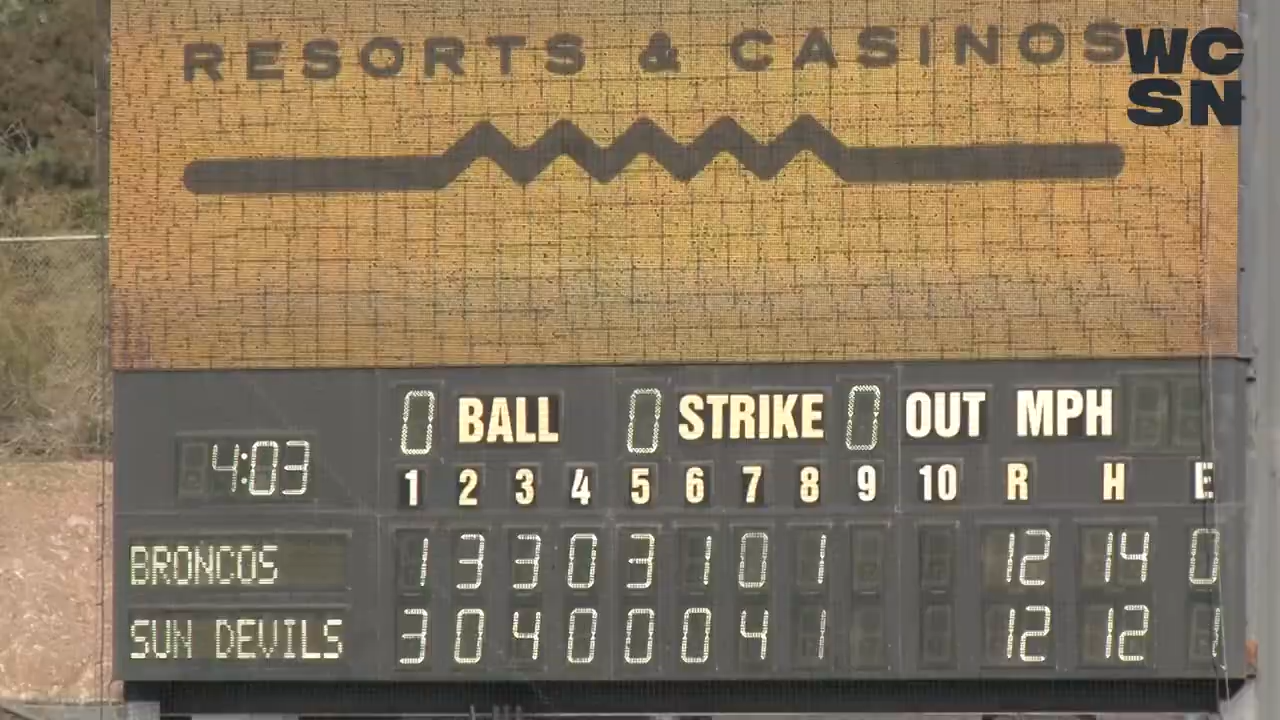 RESORTS & CASINOS
WC
SN
0 BALL 0 STRIKE 0 OUT MPH
4:03
1 2 3 4 5 6 7 8 9 10 R H E
BRONCOS 1 3 3 0 3 1 0 1 12 14 0
SUN DEVILS 3 0 4 0 0 0 4 1 12 12 1